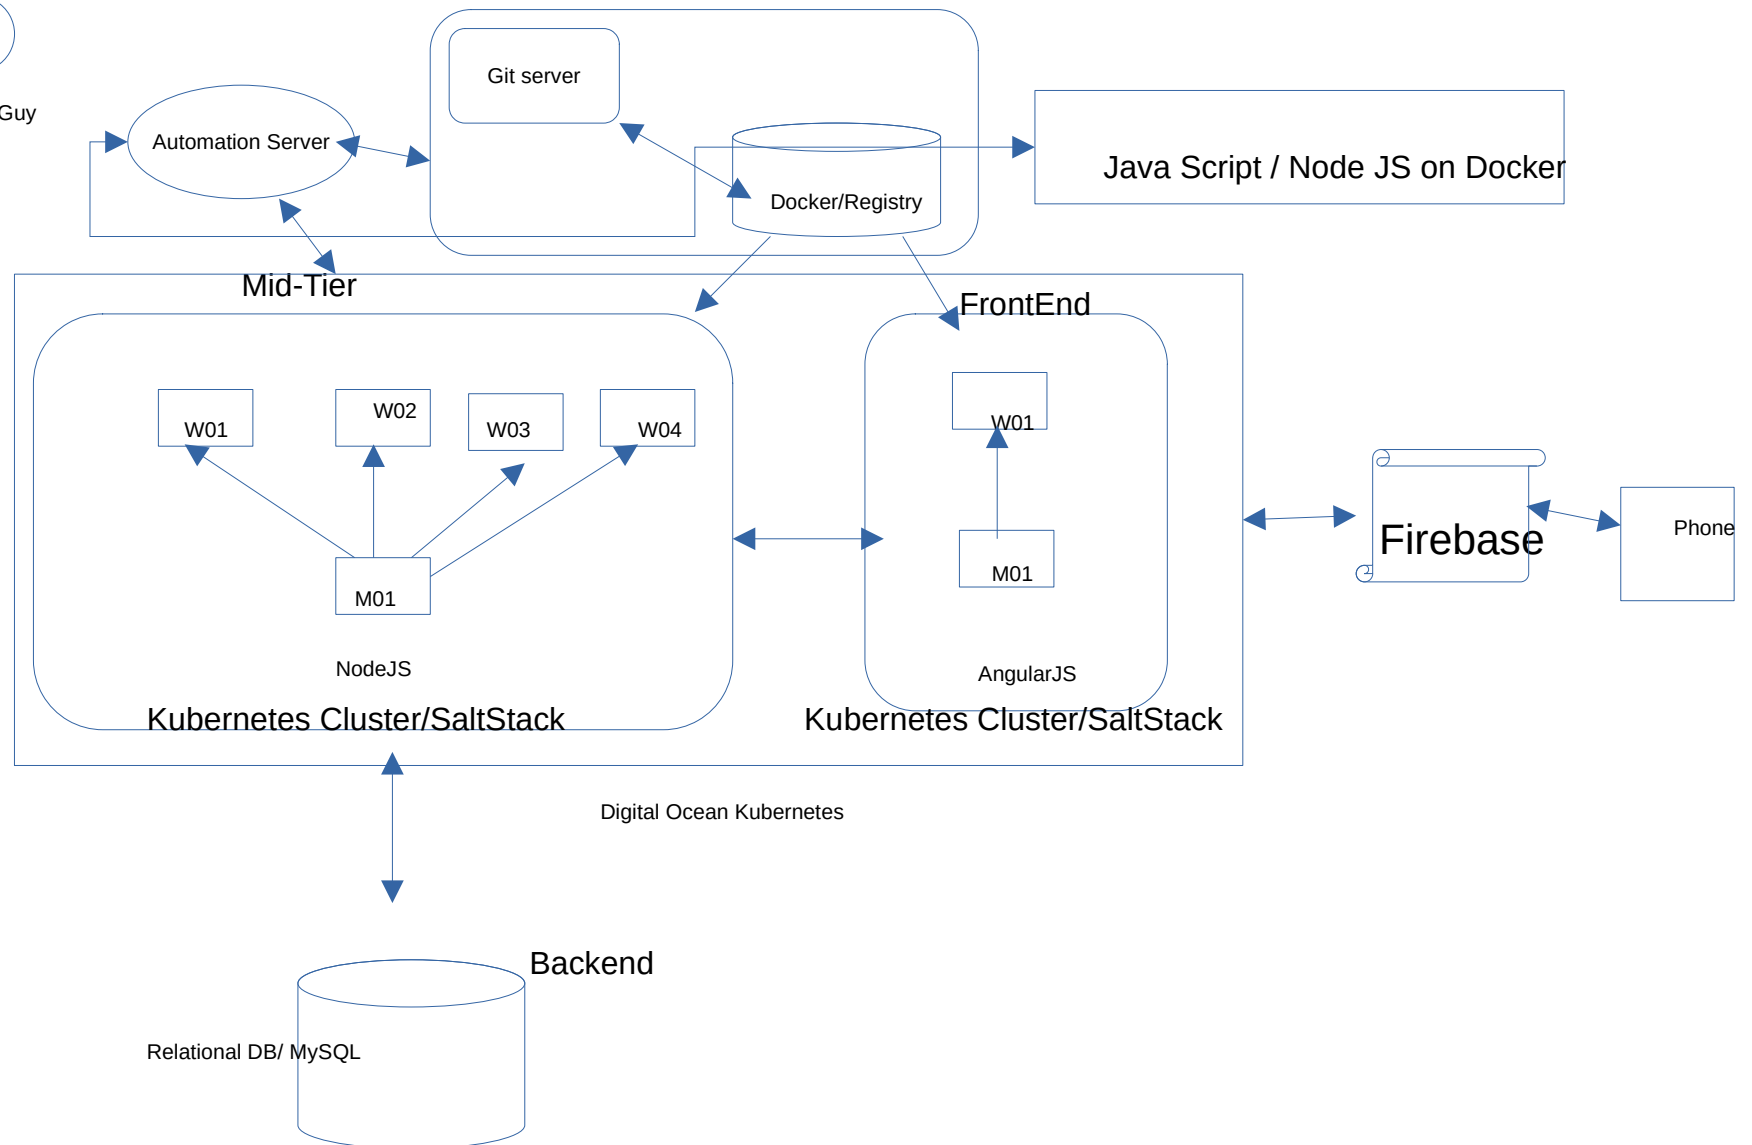 Guy
Git server
Automation Server
Java Script / Node JS on Docker
Docker/Registry
Mid-Tier
FrontEnd
W01
W02
W03
W04
W01
M01
M01
NodeJS
AngularJS
Kubernetes Cluster/SaltStack
Kubernetes Cluster/SaltStack
Firebase
Phone
Digital Ocean Kubernetes
Backend
Relational DB/ MySQL